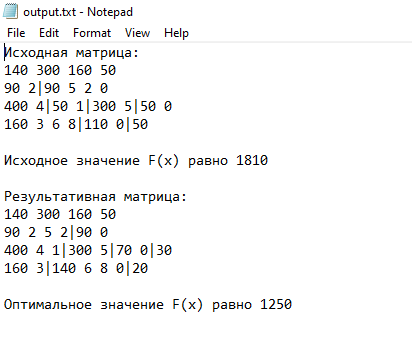 output.txt - Notepad
File Edit Format View Help
Исходная матрица:
140 300 160 50
90 2|90 5 2 0
400 4|50 1|300 5|50 0
160 3 6 8|110 0|50
Исходное значение F(x) равно 1810
Результативная матрица:
140 300 160 50
90 2 5 2|90 0
400 4 1|300 5|70 0|30
160 3|140 6 8 0|20
Оптимальное значение F(x) равно 1250